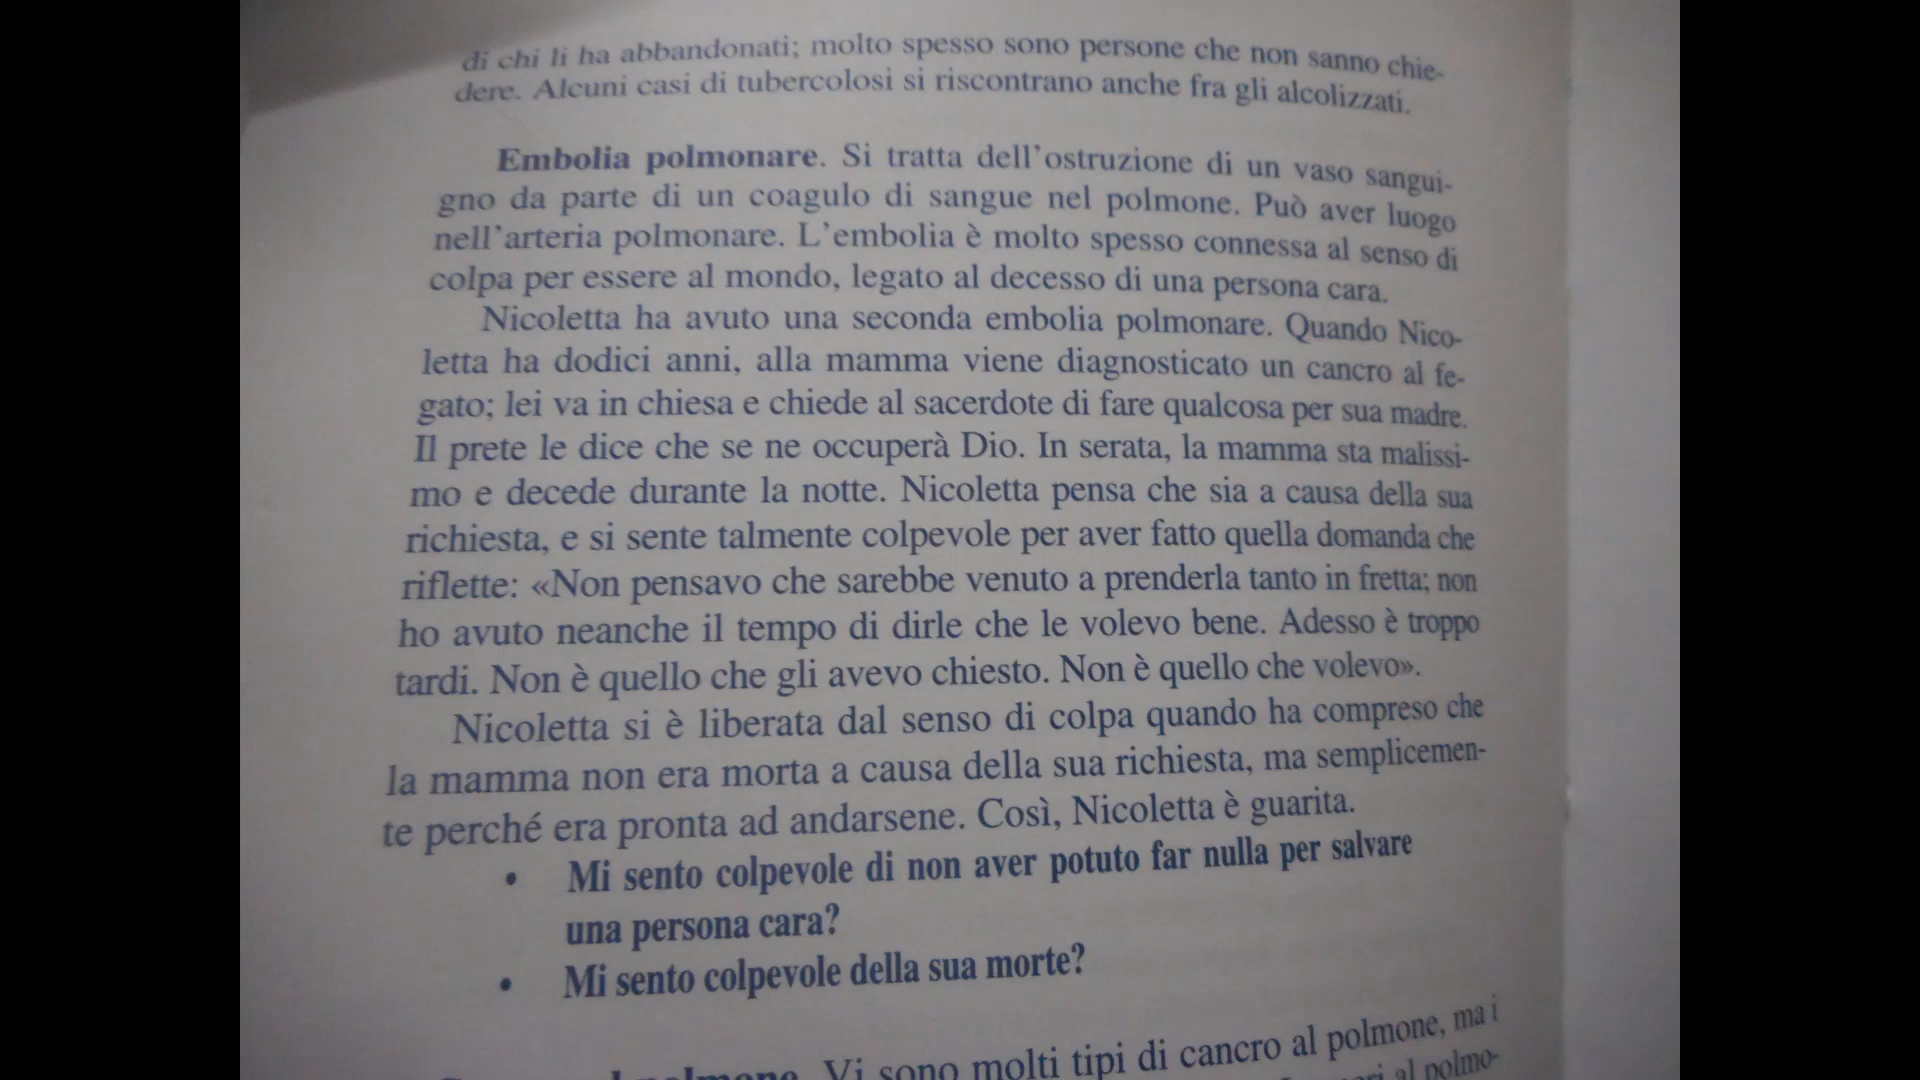 di chi li ha abbandonati; molto spesso sono persone che non sanno chie-
dere. Alcuni casi di tubercolosi si riscontrano anche fra gli alcolizzati.
Embolia polmonare. Si tratta dell'ostruzione di un vaso sangui-
gno da parte di un coagulo di sangue nel polmone. Può aver luogo
nell'arteria polmonare. L'embolia è molto spesso connessa al senso di
colpa per essere al mondo, legato al decesso di una persona cara.
Nicoletta ha avuto una seconda embolia polmonare. Quando Nico-
letta ha dodici anni, alla mamma viene diagnosticato un cancro al fe-
gato; lei va in chiesa e chiede al sacerdote di fare qualcosa per sua madre.
Il prete le dice che se ne occuperà Dio. In serata, la mamma sta malissi-
mo e decede durante la notte. Nicoletta pensa che sia a causa della sua
richiesta, e si sente talmente colpevole per aver fatto quella domanda che
riflette: «Non pensavo che sarebbe venuto a prenderla tanto in fretta; non
ho avuto neanche il tempo di dirle che le volevo bene. Adesso è troppo
tardi. Non è quello che gli avevo chiesto. Non è quello che volevo».
Nicoletta si è liberata dal senso di colpa quando ha compreso che
la mamma non era morta a causa della sua richiesta, ma semplicemen-
te perché era pronta ad andarsene. Così, Nicoletta è guarita.
• Mi sento colpevole di non aver potuto far nulla per salvare
una persona cara?
• Mi sento colpevole della sua morte?
polmone. Vi sono molti tipi di cancro al polmone, ma i
al polmo-